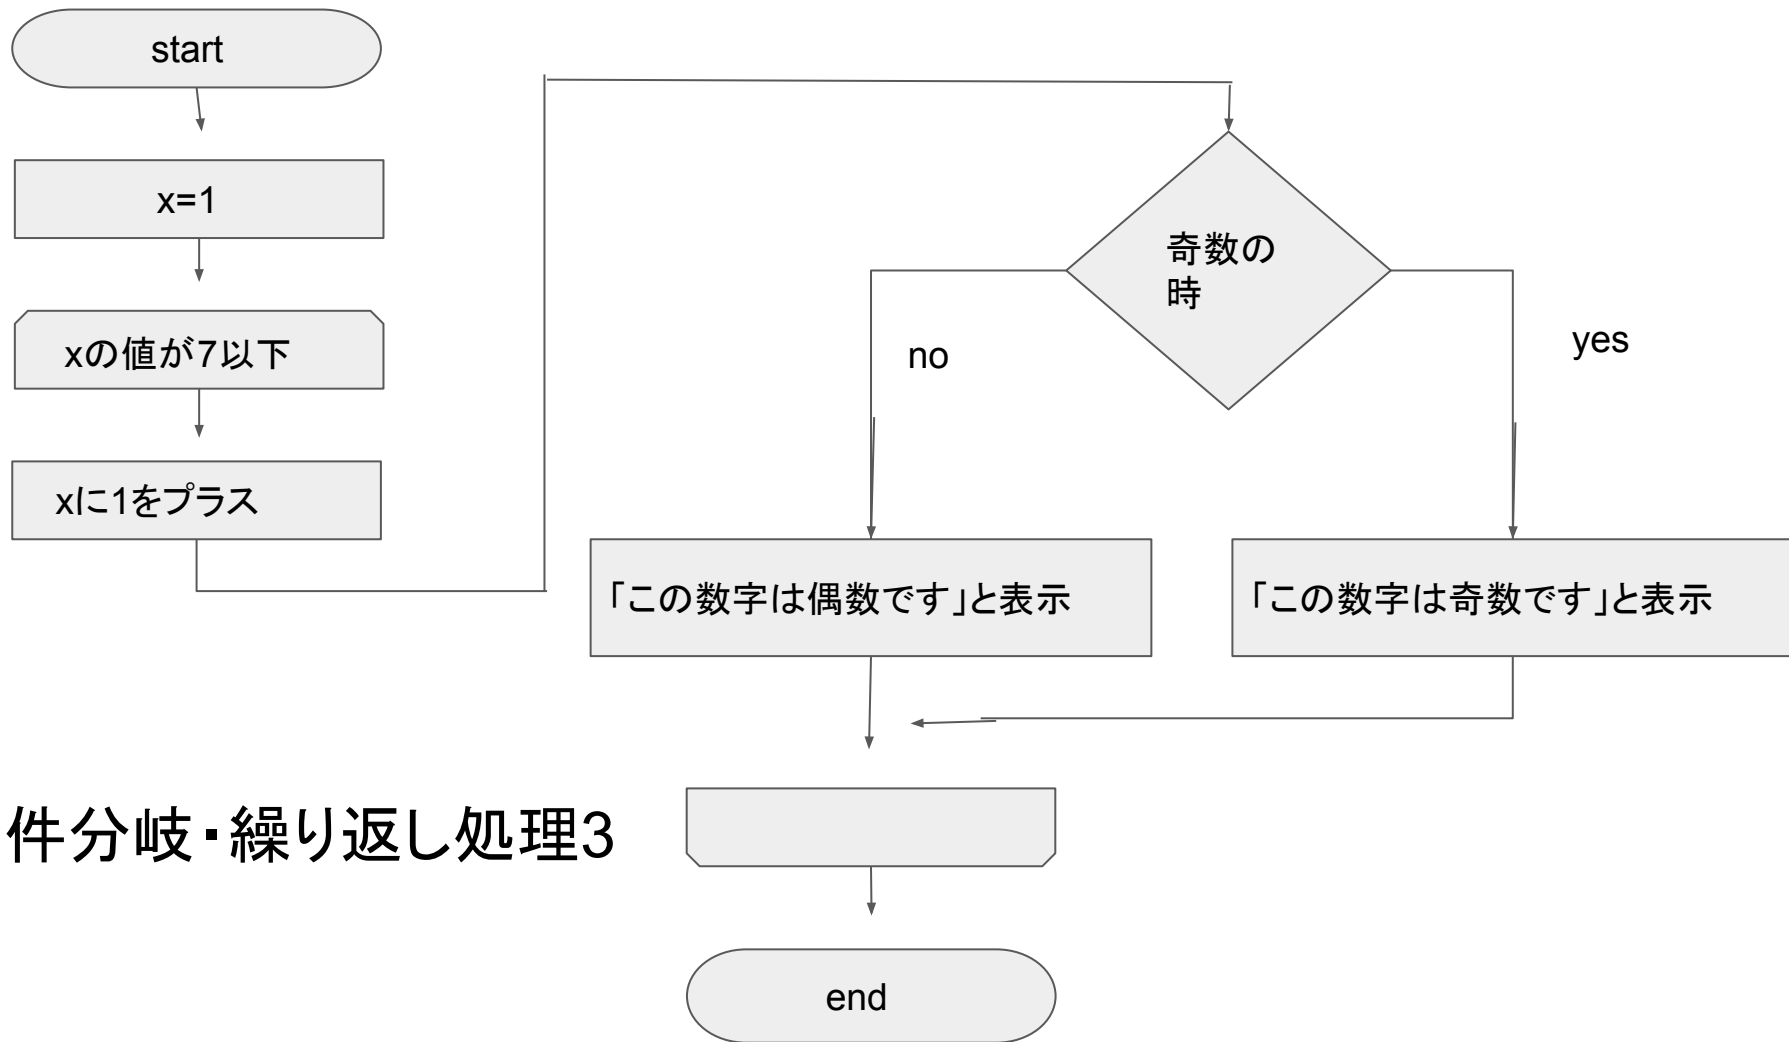 start
x=1
xの値が7以下
xに1をプラス
奇数の
時
no
yes
「この数字は偶数です」と表示
「この数字は奇数です」と表示
件分岐・繰り返し処理3
end